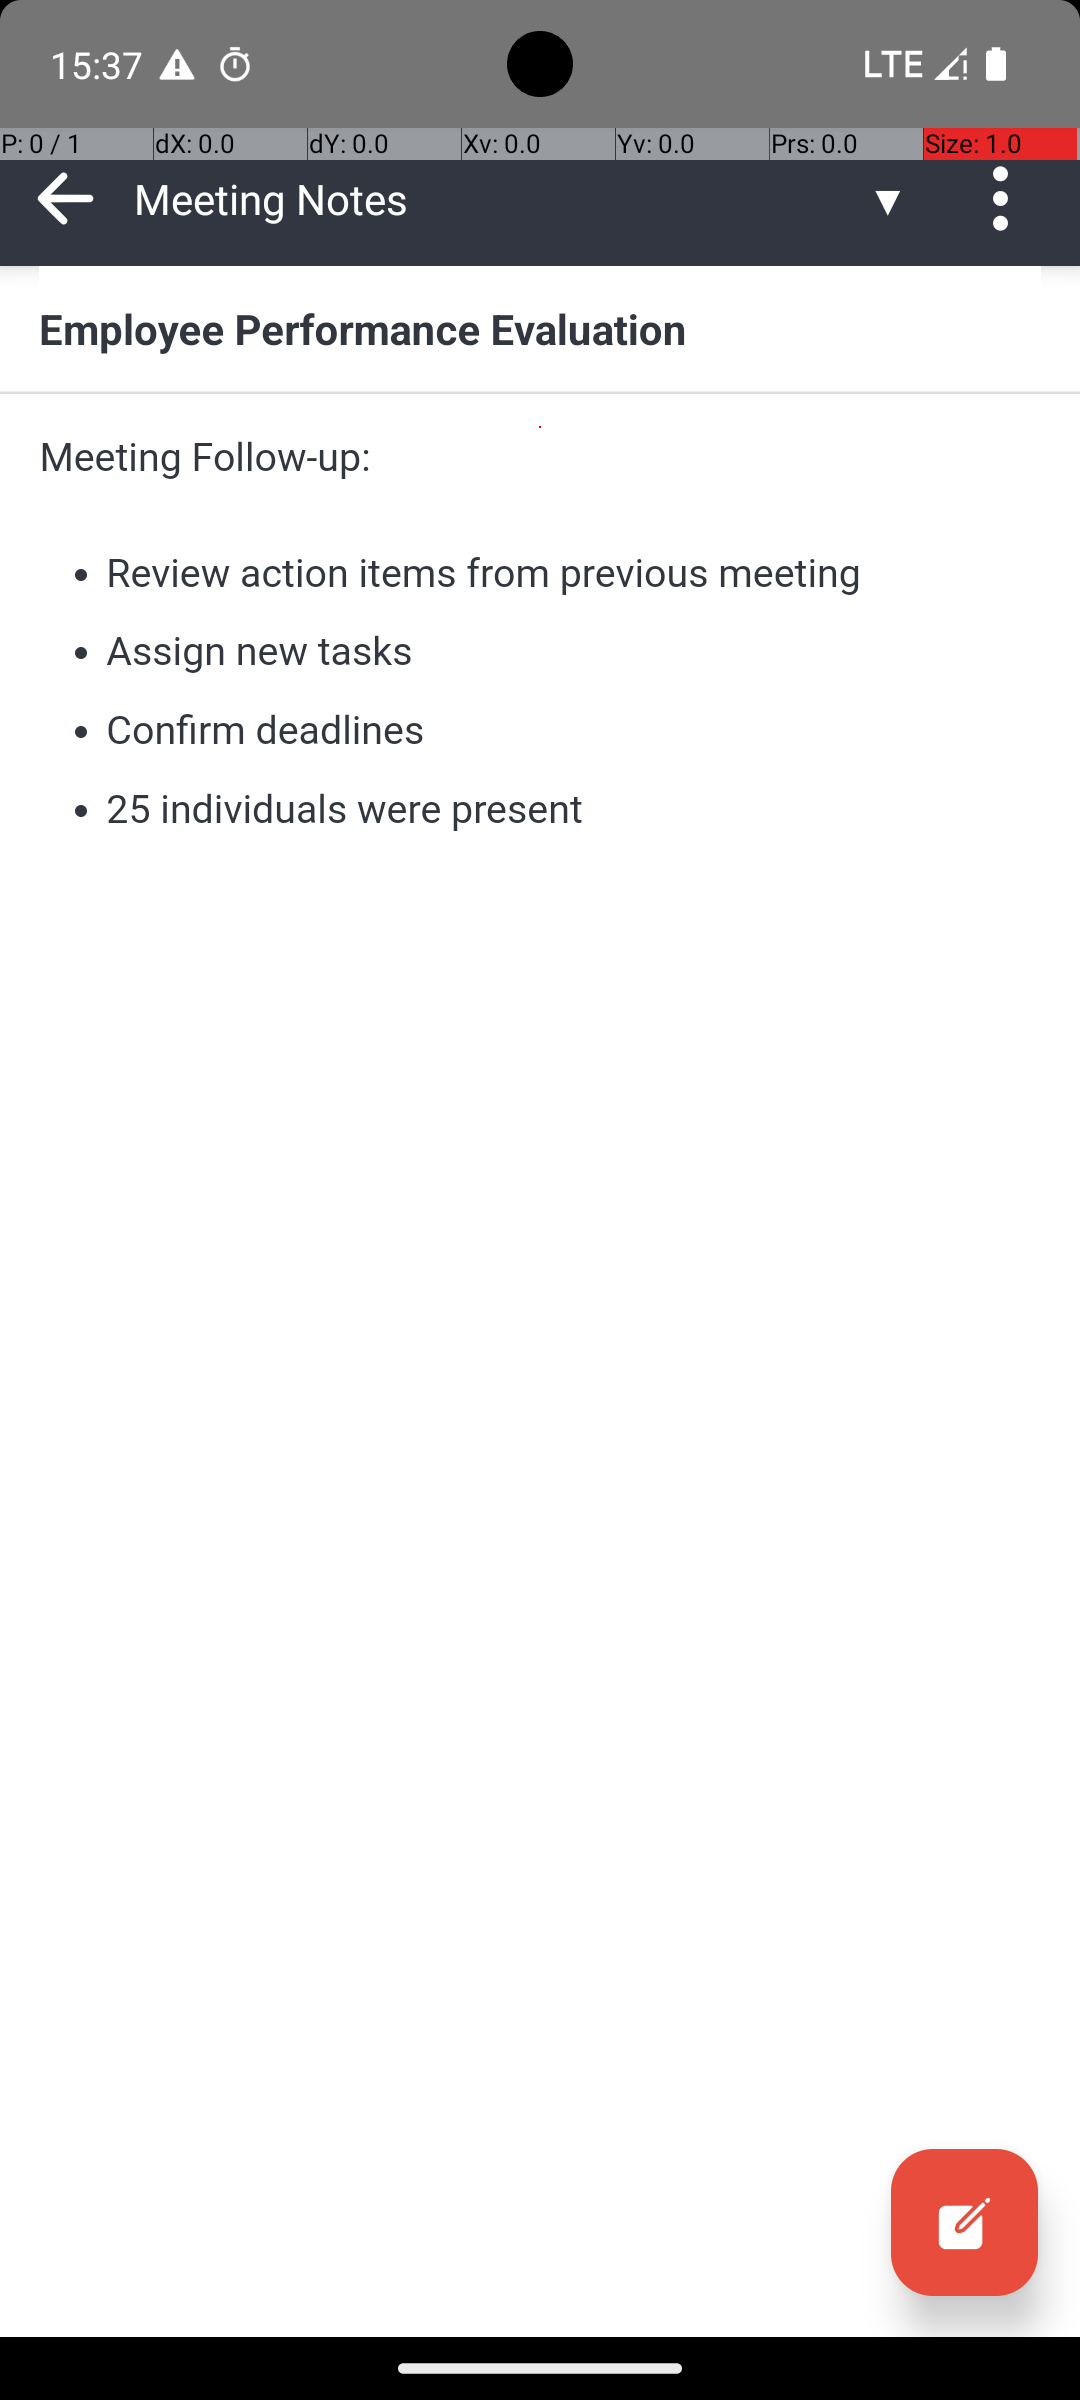 15:37
LTE
P: 0 / 1
dX: 0.0
dY: 0.0
Xv: 0.0
Yv: 0.0
Prs: 0.0
Size: 1.0
Meeting Notes
Employee Performance Evaluation
Meeting Follow-up:
Review action items from previous meeting
Assign new tasks
Confirm deadlines
25 individuals were present